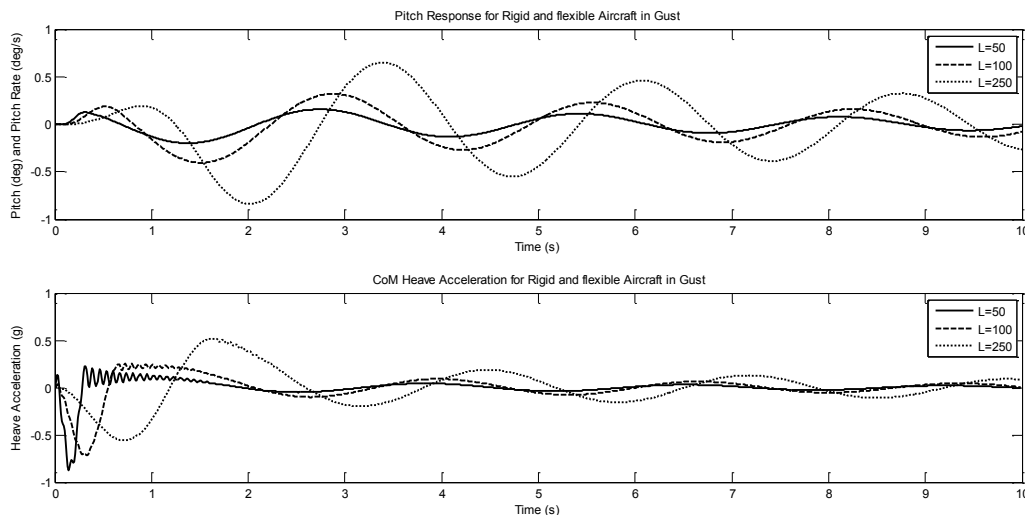 Pitch Response for Rigid and flexible Aircraft in Gust
Pitch (deg) and Pitch Rate (deg/s)
1
0.5
0
-0.5
-1
L=50
L=100
L=250
0 1 2 3 4 5 6 7 8 9 10
Time (s)
CoM Heave Acceleration for Rigid and flexible Aircraft in Gust
Heave Acceleration (g)
1
0.5
0
-0.5
-1
L=50
L=100
L=250
0 1 2 3 4 5 6 7 8 9 10
Time (s)